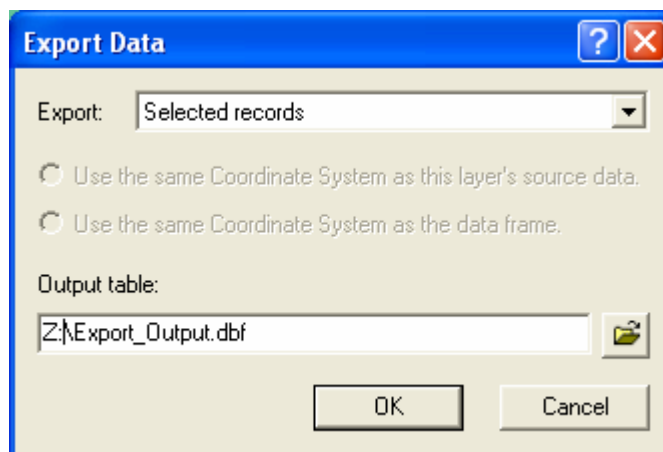 Export Data
Export: Selected records
Use the same Coordinate System as this layer's source data.
Use the same Coordinate System as the data frame.
Output table:
Z:\Export_Output.dbf
OK Cancel